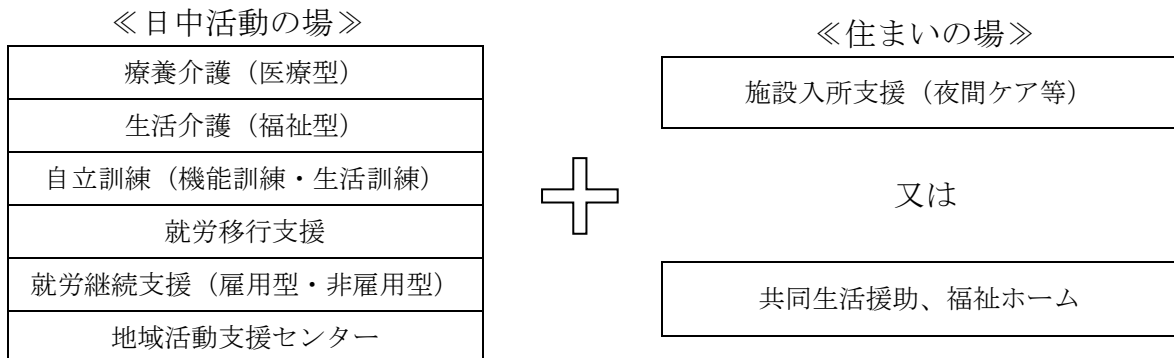 ≪日中活動の場≫
療養介護（医療型）
生活介護（福祉型）
自立訓練（機能訓練・生活訓練）
就労移行支援
就労継続支援（雇用型・非雇用型）
地域活動支援センター
≪住まいの場≫
施設入所支援（夜間ケア等）
又は
共同生活援助、福祉ホーム